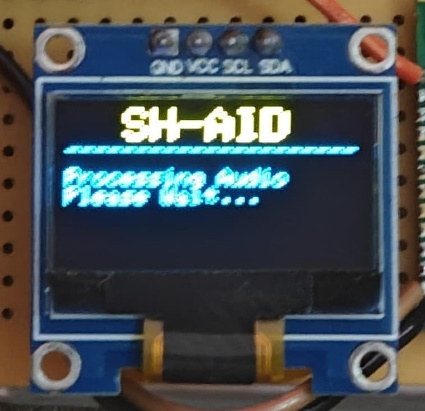 GND VCC SCL SDA
SH-AID
Processing Audio
Please Wait...